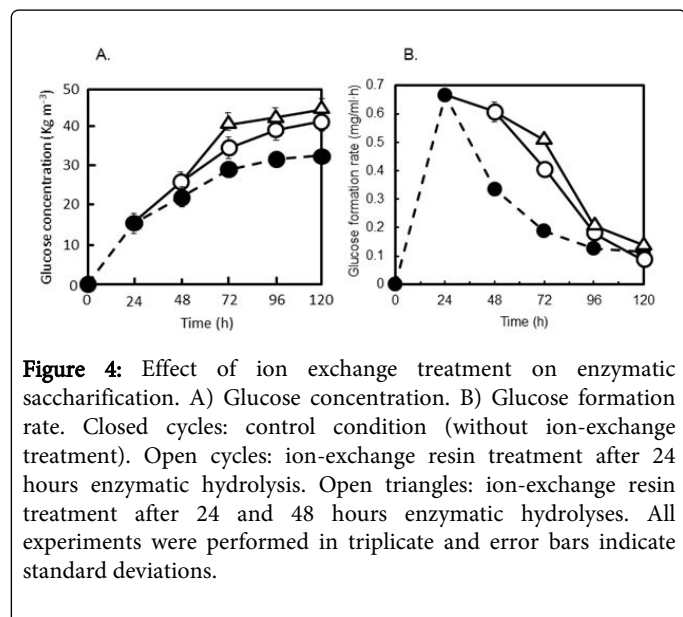 A.
Glucose concentration (Kg m⁻³)
50
40
30
20
10
0
0 24 48 72 96 120
Time (h)
B.
Glucose formation rate (mg/ml·h)
0.7
0.6
0.5
0.4
0.3
0.2
0.1
0
0 24 48 72 96 120
Time (h)
Figure 4: Effect of ion exchange treatment on enzymatic
saccharification. A) Glucose concentration. B) Glucose formation
rate. Closed cycles: control condition (without ion-exchange
treatment). Open cycles: ion-exchange resin treatment after 24
hours enzymatic hydrolysis. Open triangles: ion-exchange resin
treatment after 24 and 48 hours enzymatic hydrolyses. All
experiments were performed in triplicate and error bars indicate
standard deviations.